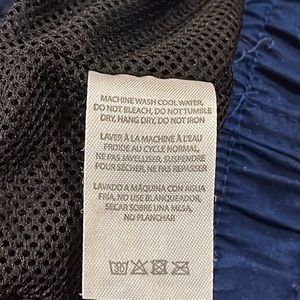 MACHINE WASH COOL WATER,
DO NOT BLEACH, DO NOT TUMBLE
DRY, HANG DRY, DO NOT IRON
LAVER À LA MACHINE À L'EAU
FROIDE AU CYCLE NORMAL,
NE PAS JAVELLISER, SUSPENDRE
POUR SÉCHER, NE PAS REPASSER
LAVADO A MÁQUINA CON AGUA
FRÍA, NO USE BLANQUEADOR,
SECAR SOBRE UNA MESA,
NO PLANCHAR